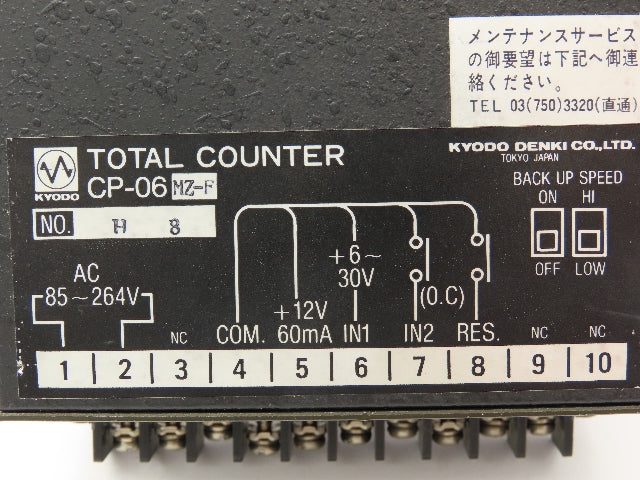 メンテナンスサービス
の御要望は下記へ御連
絡ください。
TEL 03(750)3320(直通)
KYODO
TOTAL COUNTER
CP-06 MZ-F
KYODO DENKI CO.,LTD.
TOKYO JAPAN
NO. H 8
BACK UP SPEED
ON HI
OFF LOW
AC
85~264V
+6~
30V
(O.C)
+12V
NC COM. 60mA IN1 IN2 RES. NC NC
1 2 3 4 5 6 7 8 9 10